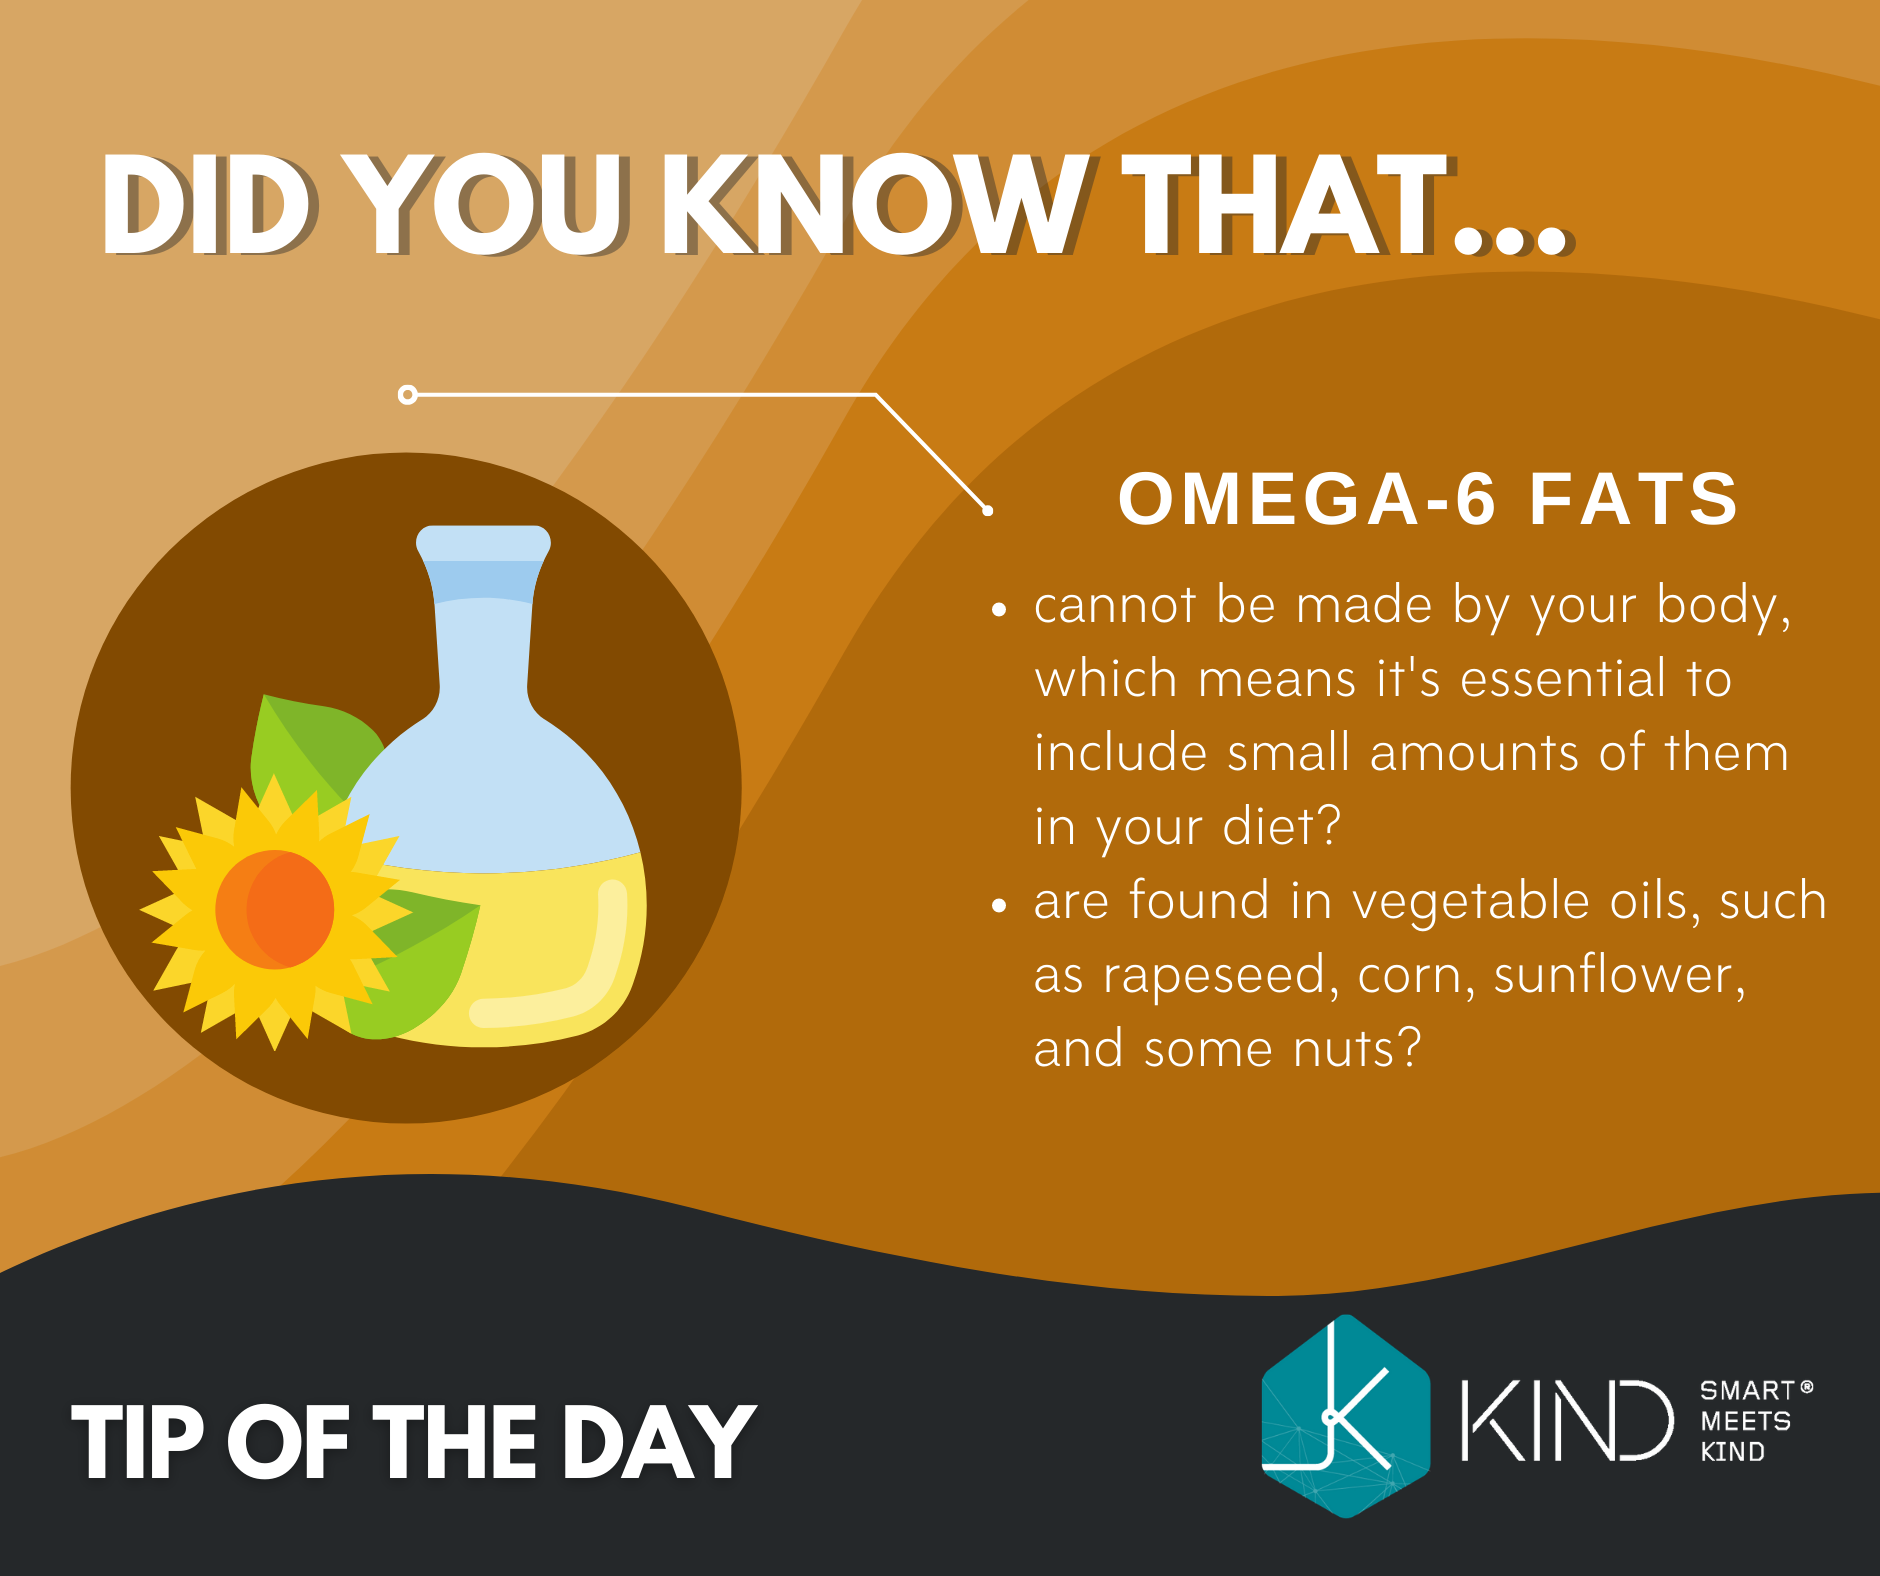 DID YOU KNOW THAT...
OMEGA-6 FATS
• cannot be made by your body,
which means it's essential to
include small amounts of them
in your diet?
• are found in vegetable oils, such
as rapeseed, corn, sunflower,
and some nuts?
TIP OF THE DAY
KIND
SMART®
MEETS
KIND